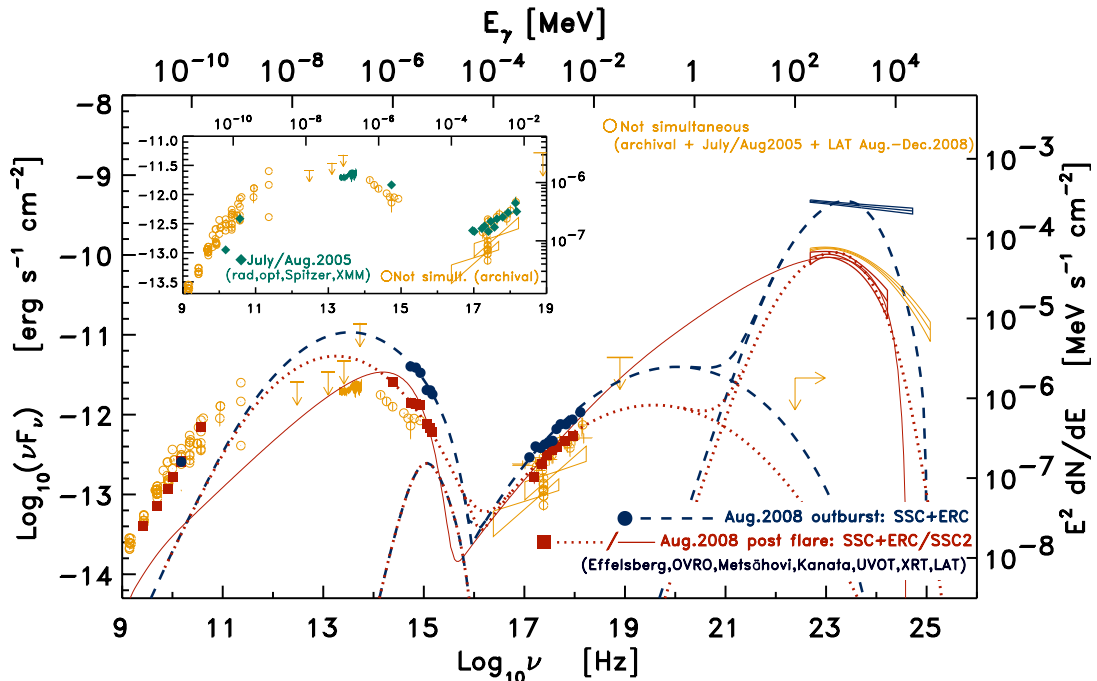 E_γ [MeV]
10^-10 10^-8 10^-6 10^-4 10^-2 1 10^2 10^4
-8
-9
-10
-11
-12
-13
-14
Log_10(νF_ν) [erg s^-1 cm^-2]
10^-10 10^-8 10^-6 10^-4 10^-2
-11.0
-11.5
-12.0
-12.5
-13.0
-13.5
10^-6
10^-7
July/Aug.2005
(rad,opt,Spitzer,XMM)
Not simult. (archival)
9 11 13 15 17 19
Not simultaneous
(archival + July/Aug2005 + LAT Aug.-Dec.2008)
10^-3
10^-4
10^-5
10^-6
10^-7
10^-8
E^2 dN/dE [MeV s^-1 cm^-2]
Aug.2008 outburst: SSC+ERC
Aug.2008 post flare: SSC+ERC/SSC2
(Effelsberg,OVRO,Metsähovi,Kanata,UVOT,XRT,LAT)
9 11 13 15 17 19 21 23 25
Log_10 ν [Hz]